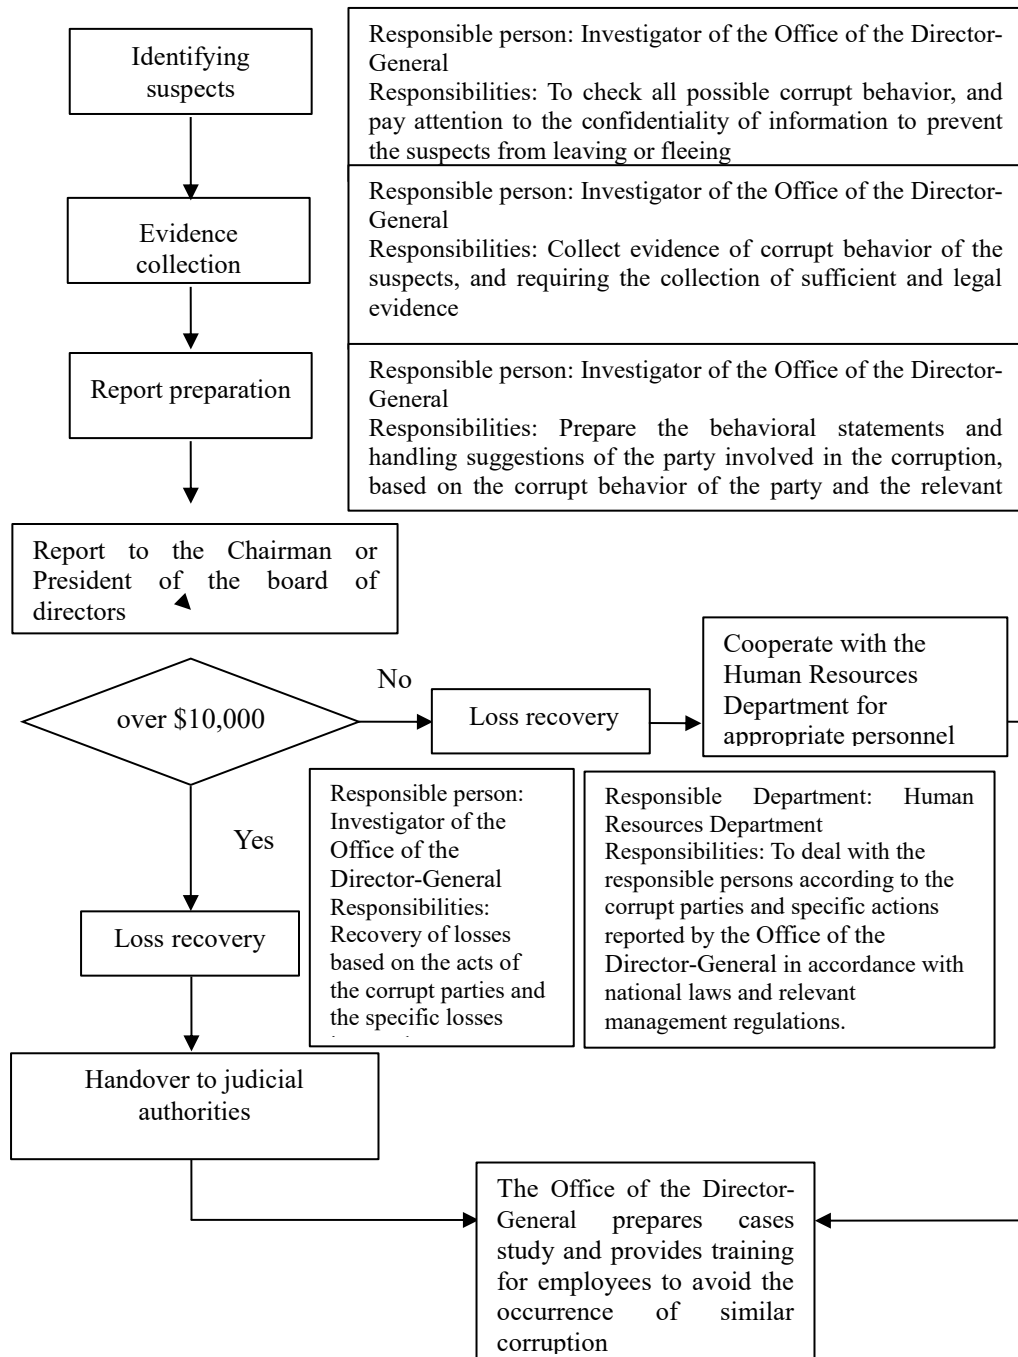 Identifying
suspects
Responsible person: Investigator of the Office of the Director-
General
Responsibilities: To check all possible corrupt behavior, and
pay attention to the confidentiality of information to prevent
the suspects from leaving or fleeing
Evidence
collection
Responsible person: Investigator of the Office of the Director-
General
Responsibilities: Collect evidence of corrupt behavior of the
suspects, and requiring the collection of sufficient and legal
evidence
Report preparation
Responsible person: Investigator of the Office of the Director-
General
Responsibilities: Prepare the behavioral statements and
handling suggestions of the party involved in the corruption,
based on the corrupt behavior of the party and the relevant
Report to the Chairman or
President of the board of
directors
over $10,000
No
Loss recovery
Cooperate with the
Human Resources
Department for
appropriate personnel
Yes
Responsible person:
Investigator of the
Office of the
Director-General
Responsibilities:
Recovery of losses
based on the acts of
the corrupt parties and
the specific losses
Responsible Department: Human
Resources Department
Responsibilities: To deal with the
responsible persons according to the
corrupt parties and specific actions
reported by the Office of the
Director-General in accordance with
national laws and relevant
management regulations.
Loss recovery
Handover to judicial
authorities
The Office of the Director-
General prepares cases
study and provides training
for employees to avoid the
occurrence of similar
corruption